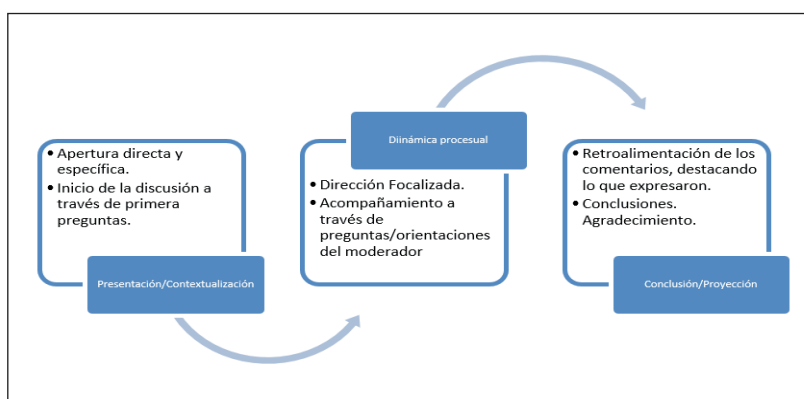 • Apertura directa y
específica.
• Inicio de la discusión a
través de primera
preguntas.
Presentación/Contextualización
Diinámica procesual
• Dirección Focalizada.
• Acompañamiento a
través de
preguntas/orientaciones
del moderador
• Retroalimentación de los
comentarios, destacando
lo que expresaron.
• Conclusiones.
Agradecimiento.
Conclusión/Proyección